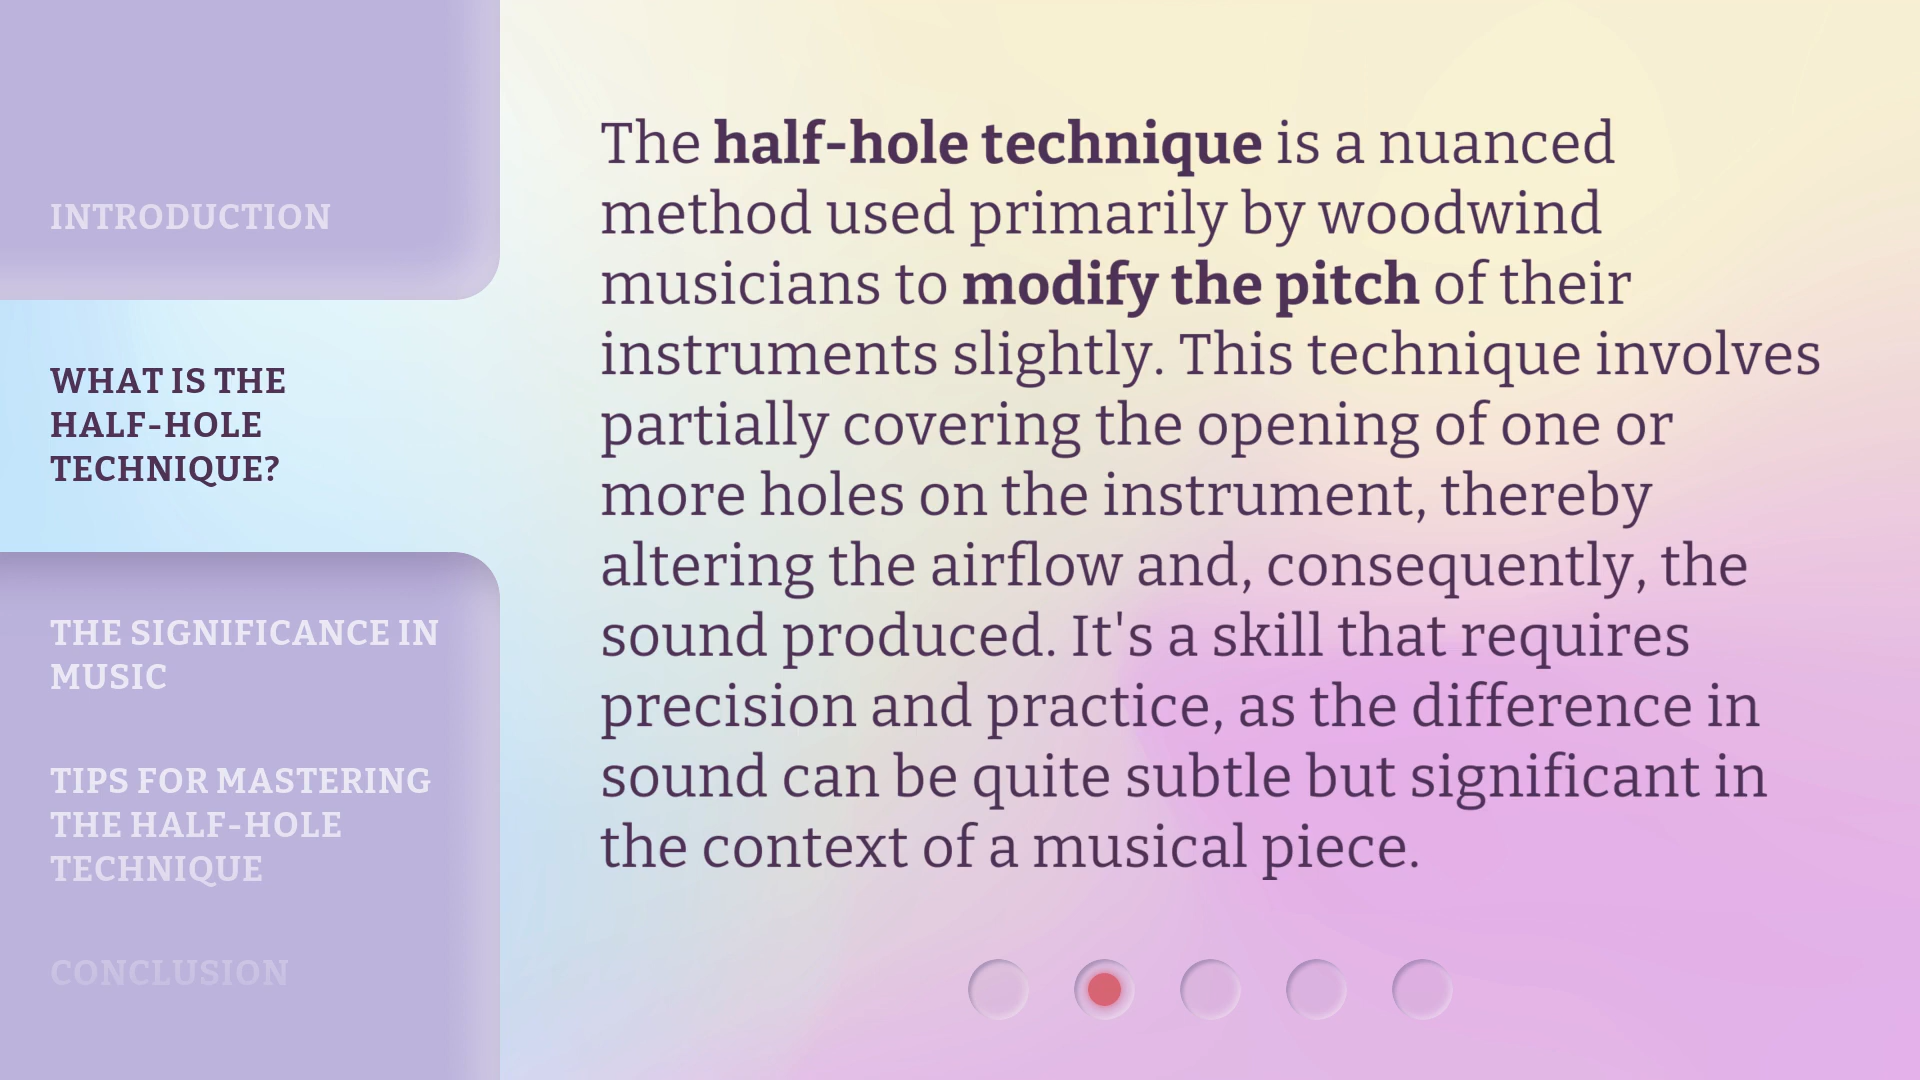 INTRODUCTION
WHAT IS THE
HALF-HOLE
TECHNIQUE?
THE SIGNIFICANCE IN
MUSIC
TIPS FOR MASTERING
THE HALF-HOLE
TECHNIQUE
CONCLUSION
The half-hole technique is a nuanced
method used primarily by woodwind
musicians to modify the pitch of their
instruments slightly. This technique involves
partially covering the opening of one or
more holes on the instrument, thereby
altering the airflow and, consequently, the
sound produced. It's a skill that requires
precision and practice, as the difference in
sound can be quite subtle but significant in
the context of a musical piece.